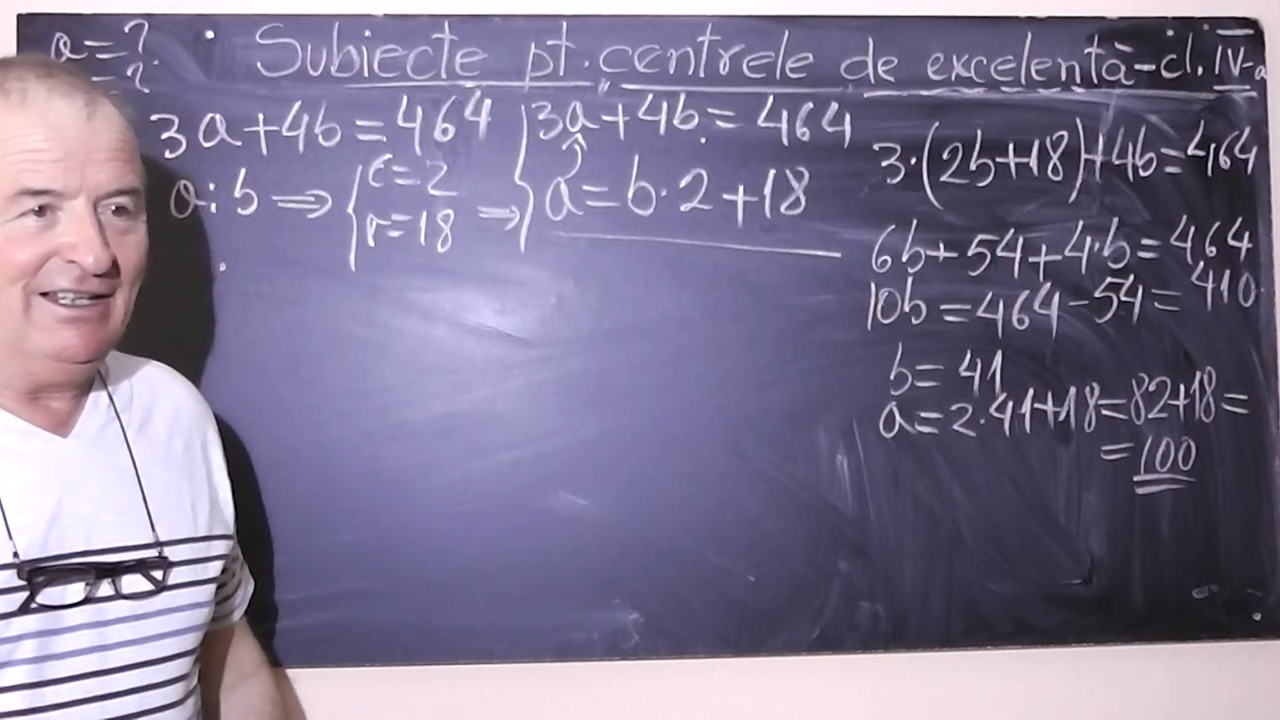 a=?
=?
Subiecte pt. centrele de excelență-cl. IV-a
3a+4b=464
a:b ⇒ { c=2
r=18 ⇒
3a+4b=464
a=b·2+18
3·(2b+18)+4b=464
6b+54+4·b=464
10b=464-54=410
b=41
a=2·41+18=82+18=
=100